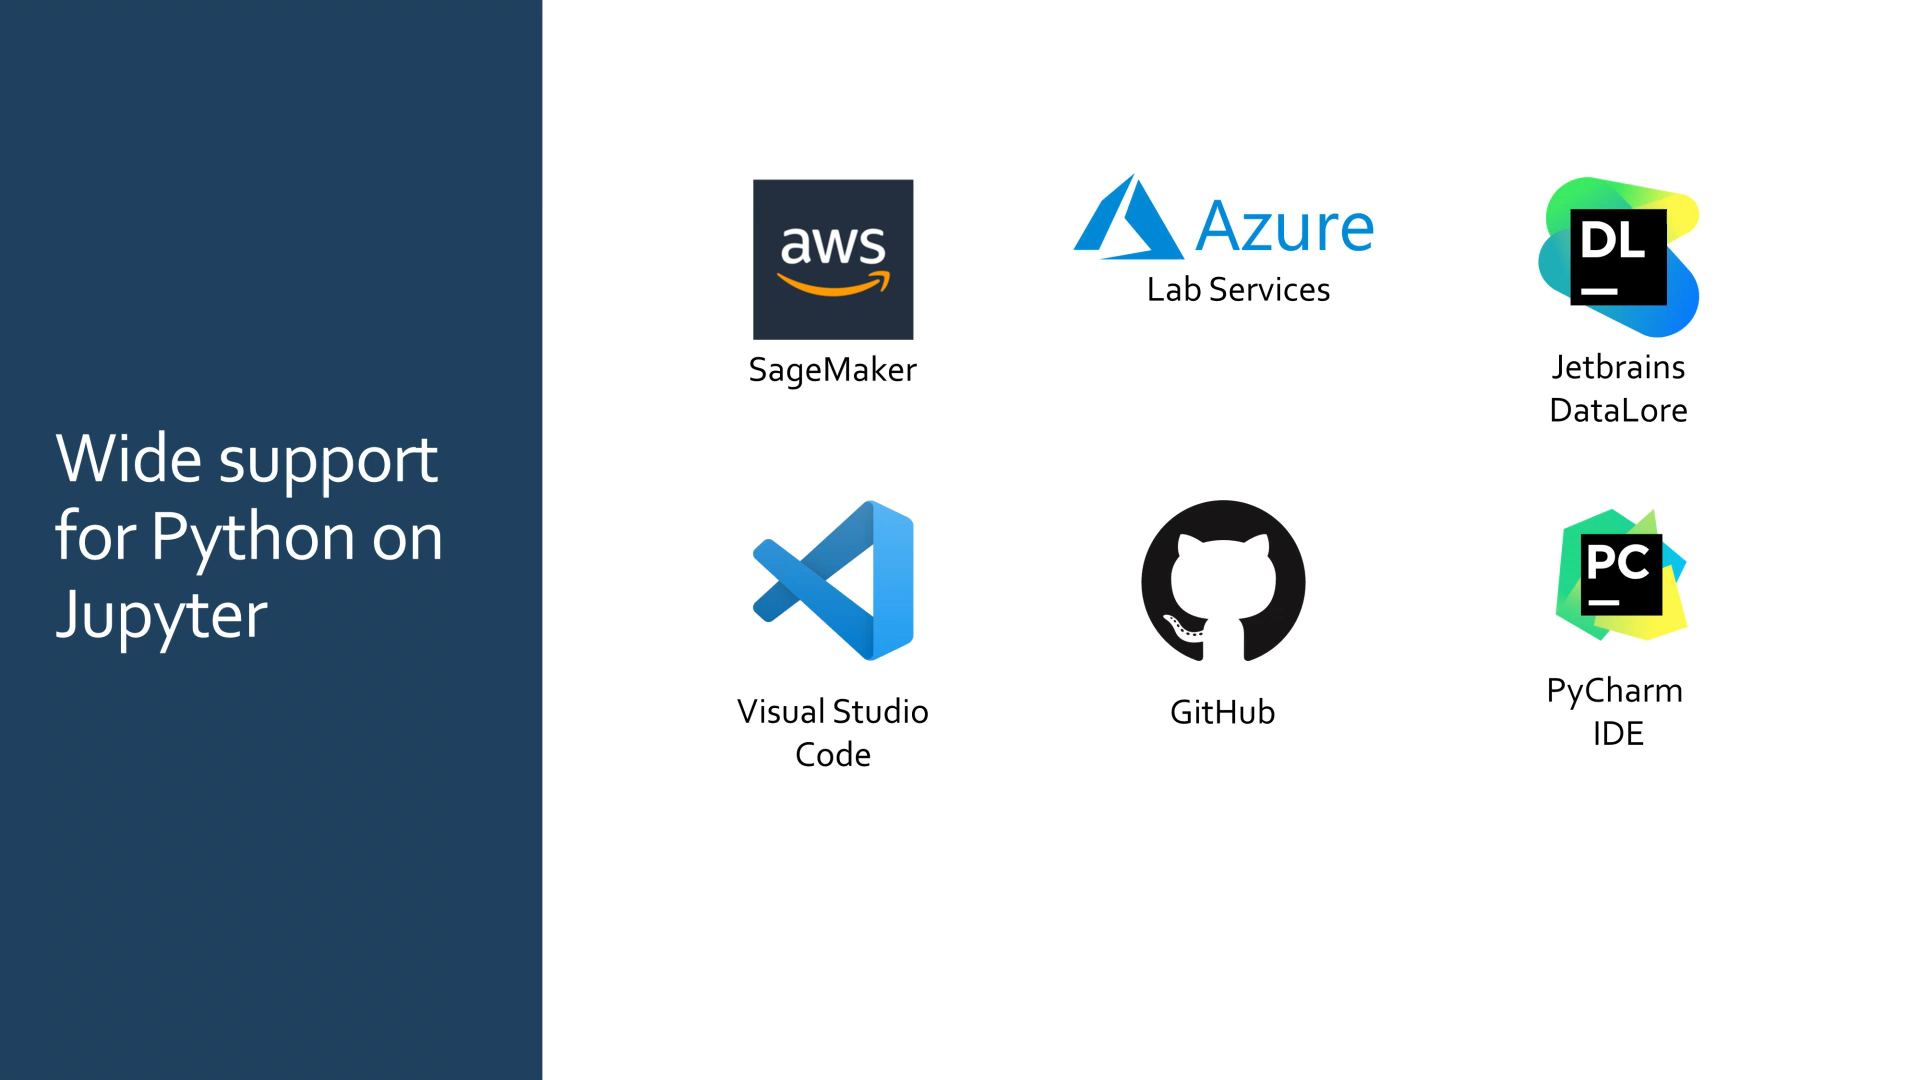 Wide support
for Python on
Jupyter
aws
SageMaker
Azure
Lab Services
DL
Jetbrains
DataLore
Visual Studio
Code
GitHub
PC
PyCharm
IDE